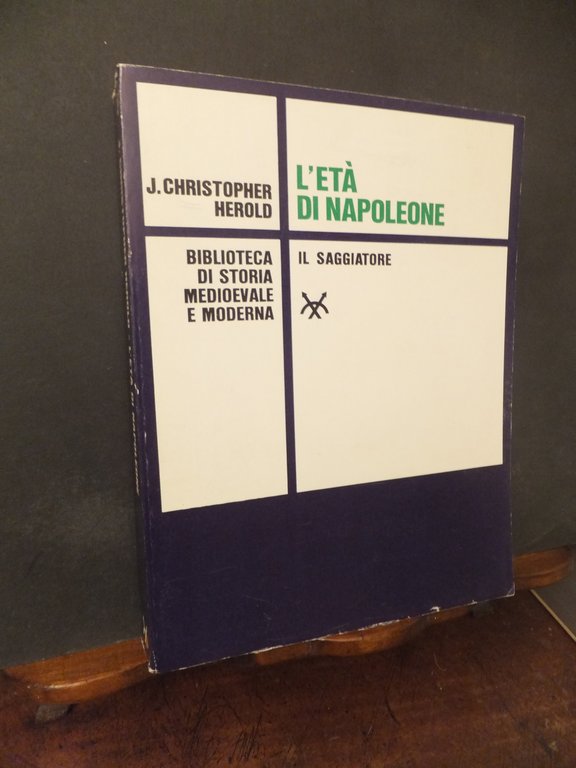 J. CHRISTOPHER
HEROLD
L'ETÀ
DI NAPOLEONE
BIBLIOTECA
DI STORIA
MEDIOEVALE
E MODERNA
IL SAGGIATORE